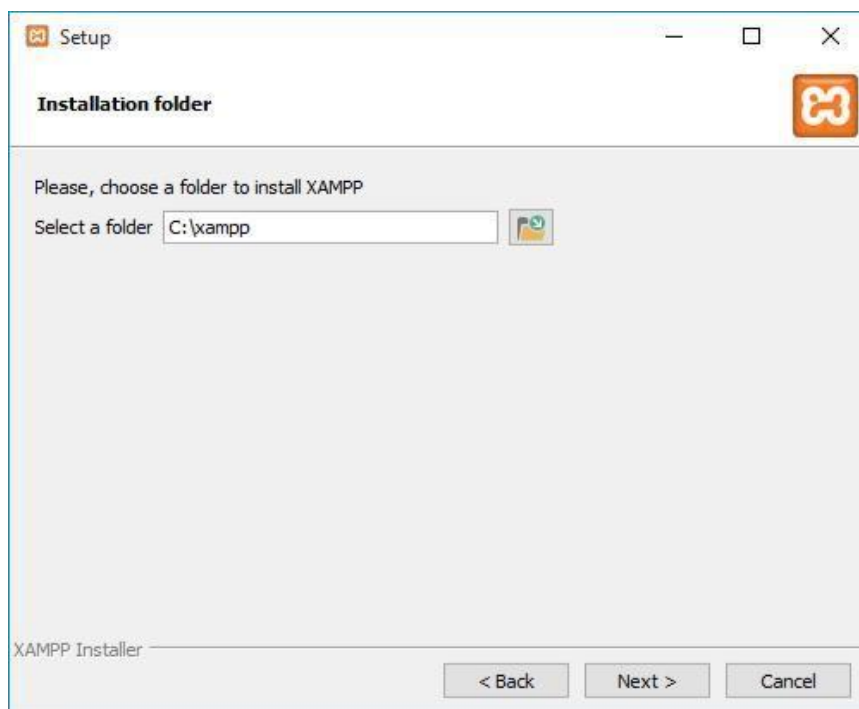 Setup
Installation folder
Please, choose a folder to install XAMPP
Select a folder C:\xampp
XAMPP Installer
< Back Next > Cancel